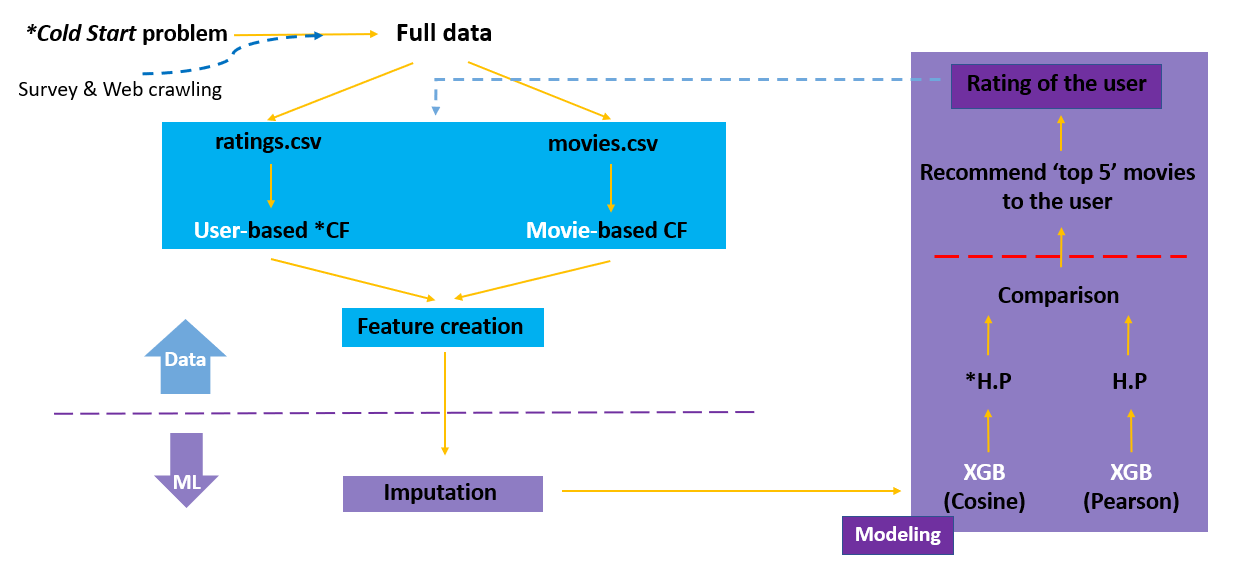 *Cold Start problem
Full data
Survey & Web crawling
ratings.csv
movies.csv
User-based *CF
Movie-based CF
Feature creation
Data
ML
Imputation
Modeling
Rating of the user
Recommend ‘top 5’ movies
to the user
Comparison
*H.P
H.P
XGB
(Cosine)
XGB
(Pearson)